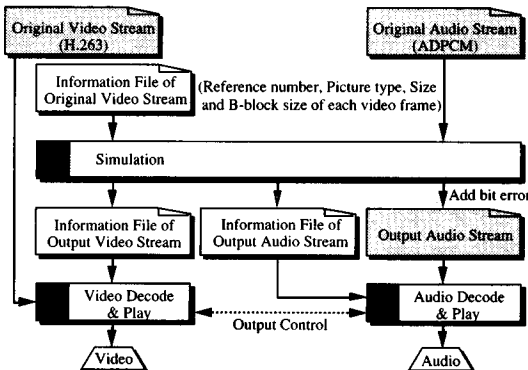 Original Video Stream
(H.263)
Original Audio Stream
(ADPCM)
Information File of
Original Video Stream
(Reference number, Picture type, Size
and B-block size of each video frame)
Simulation
Add bit error
Information File of
Output Video Stream
Information File of
Output Audio Stream
Output Audio Stream
Video Decode
& Play
Output Control
Audio Decode
& Play
Video
Audio